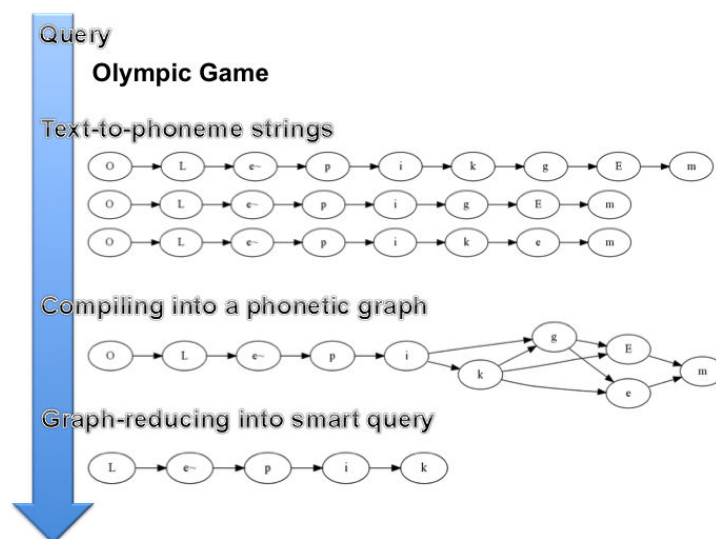 Query
Olympic Game
Text-to-phoneme strings
O L e~ p i k g E m
O L e~ p i g E m
O L e~ p i k e m
Compiling into a phonetic graph
O L e~ p i k g E e m
Graph-reducing into smart query
L e~ p i k